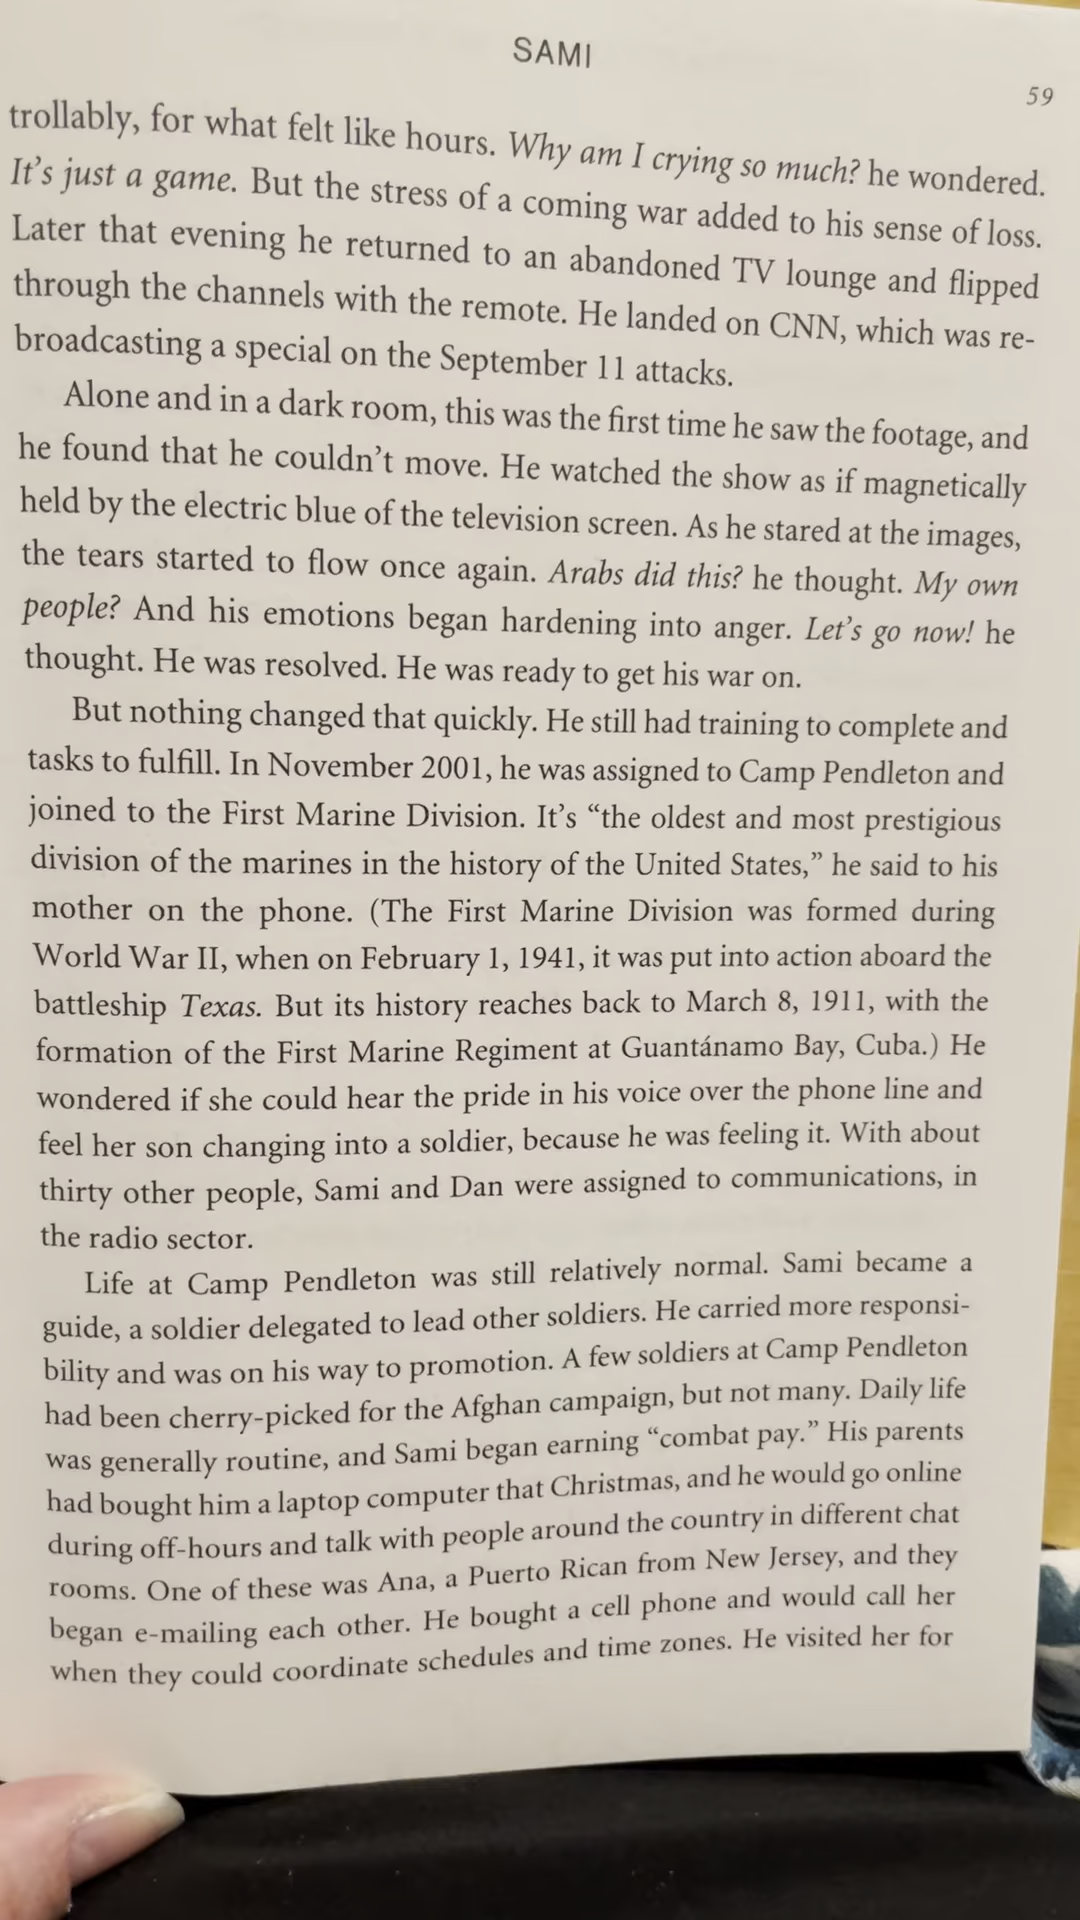 SAMI
59
trollably, for what felt like hours. Why am I crying so much? he wondered.
It's just a game. But the stress of a coming war added to his sense of loss.
Later that evening he returned to an abandoned TV lounge and flipped
through the channels with the remote. He landed on CNN, which was re-
broadcasting a special on the September 11 attacks.
Alone and in a dark room, this was the first time he saw the footage, and
he found that he couldn't move. He watched the show as if magnetically
held by the electric blue of the television screen. As he stared at the images,
the tears started to flow once again. Arabs did this? he thought. My own
people? And his emotions began hardening into anger. Let's go now! he
thought. He was resolved. He was ready to get his war on.
But nothing changed that quickly. He still had training to complete and
tasks to fulfill. In November 2001, he was assigned to Camp Pendleton and
joined to the First Marine Division. It's “the oldest and most prestigious
division of the marines in the history of the United States,” he said to his
mother on the phone. (The First Marine Division was formed during
World War II, when on February 1, 1941, it was put into action aboard the
battleship Texas. But its history reaches back to March 8, 1911, with the
formation of the First Marine Regiment at Guantánamo Bay, Cuba.) He
wondered if she could hear the pride in his voice over the phone line and
feel her son changing into a soldier, because he was feeling it. With about
thirty other people, Sami and Dan were assigned to communications, in
the radio sector.
Life at Camp Pendleton was still relatively normal. Sami became a
guide, a soldier delegated to lead other soldiers. He carried more responsi-
bility and was on his way to promotion. A few soldiers at Camp Pendleton
had been cherry-picked for the Afghan campaign, but not many. Daily life
was generally routine, and Sami began earning “combat pay.” His parents
had bought him a laptop computer that Christmas, and he would go online
during off-hours and talk with people around the country in different chat
rooms. One of these was Ana, a Puerto Rican from New Jersey, and they
began e-mailing each other. He bought a cell phone and would call her
when they could coordinate schedules and time zones. He visited her for